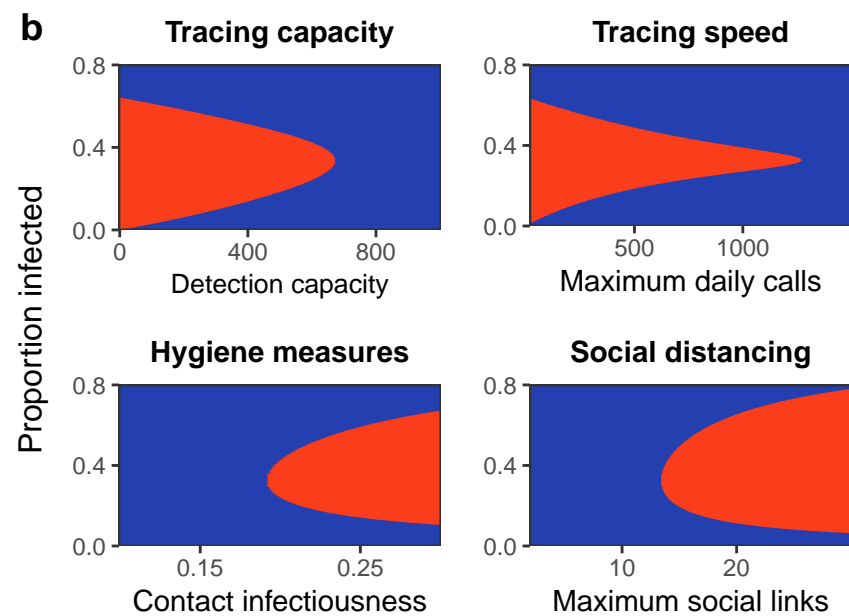 b
Tracing capacity
Tracing speed
0.8
0.4
0.0
0 400 800
Detection capacity
0.8
0.4
0.0
500 1000
Maximum daily calls
Proportion infected
Hygiene measures
Social distancing
0.8
0.4
0.0
0.15 0.25
Contact infectiousness
0.8
0.4
0.0
10 20
Maximum social links